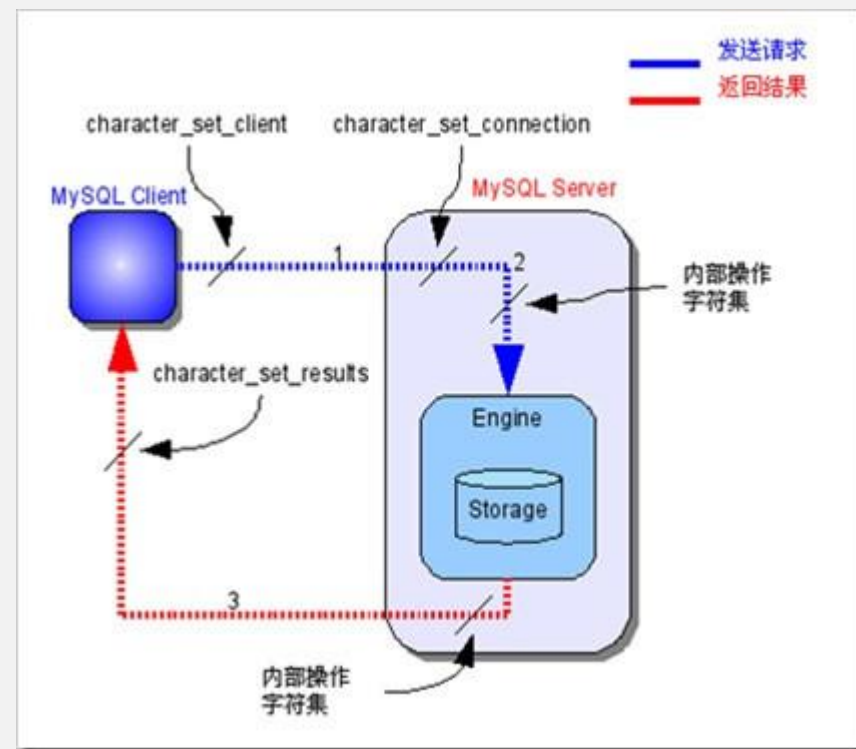 发送请求
返回结果
character_set_client
character_set_connection
MySQL Client
MySQL Server
1
2
内部操作
字符集
character_set_results
Engine
Storage
3
内部操作
字符集